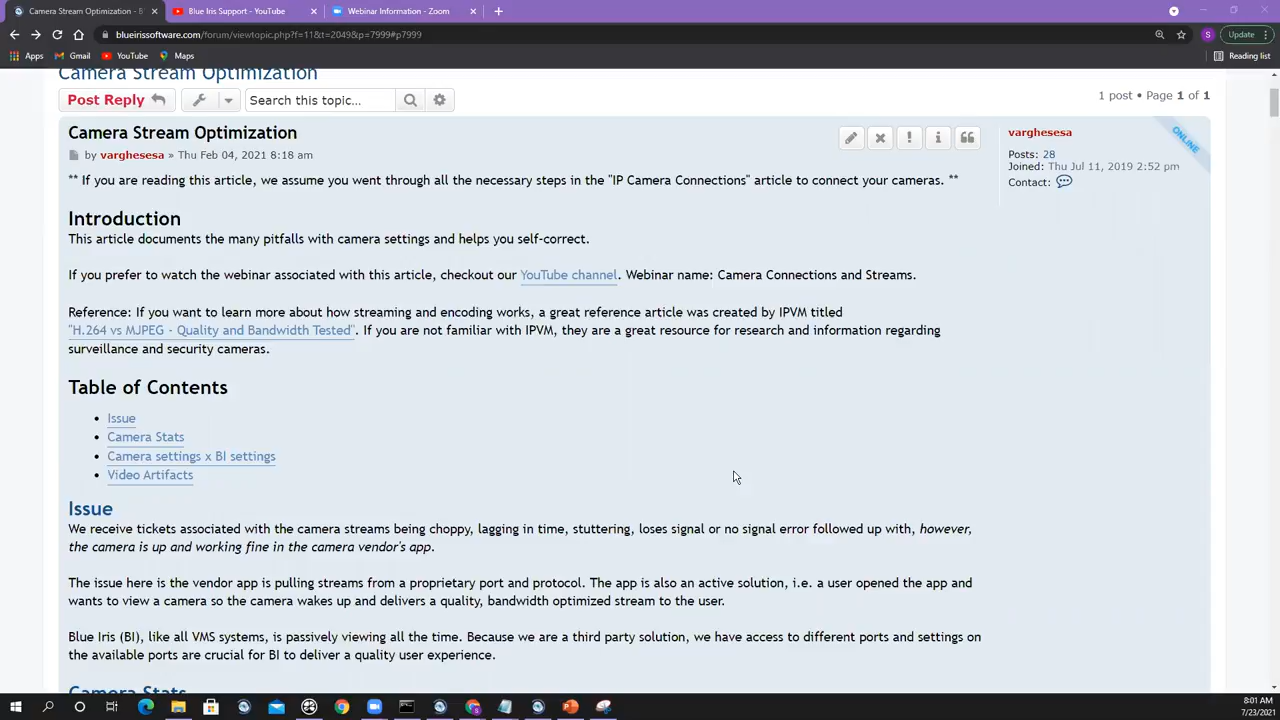 Camera Stream Optimization - B
Blue Iris Support - YouTube
Webinar Information - Zoom
blueirissoftware.com/forum/viewtopic.php?f=11&t=2049&p=7999#p7999
S
Update
Apps
Gmail
YouTube
Maps
Reading list
Camera Stream Optimization
Post Reply
Search this topic...
1 post • Page 1 of 1
Camera Stream Optimization
by varghesesa » Thu Feb 04, 2021 8:18 am
** If you are reading this article, we assume you went through all the necessary steps in the "IP Camera Connections" article to connect your cameras. **
varghesesa
Posts: 28
Joined: Thu Jul 11, 2019 2:52 pm
Contact:
ONLINE
Introduction
This article documents the many pitfalls with camera settings and helps you self-correct.
If you prefer to watch the webinar associated with this article, checkout our YouTube channel. Webinar name: Camera Connections and Streams.
Reference: If you want to learn more about how streaming and encoding works, a great reference article was created by IPVM titled
"H.264 vs MJPEG - Quality and Bandwidth Tested". If you are not familiar with IPVM, they are a great resource for research and information regarding
surveillance and security cameras.
Table of Contents
• Issue
• Camera Stats
• Camera settings x BI settings
• Video Artifacts
Issue
We receive tickets associated with the camera streams being choppy, lagging in time, stuttering, loses signal or no signal error followed up with, however,
the camera is up and working fine in the camera vendor's app.
The issue here is the vendor app is pulling streams from a proprietary port and protocol. The app is also an active solution, i.e. a user opened the app and
wants to view a camera so the camera wakes up and delivers a quality, bandwidth optimized stream to the user.
Blue Iris (BI), like all VMS systems, is passively viewing all the time. Because we are a third party solution, we have access to different ports and settings on
the available ports are crucial for BI to deliver a quality user experience.
Camera Stats
8:01 AM
7/23/2021